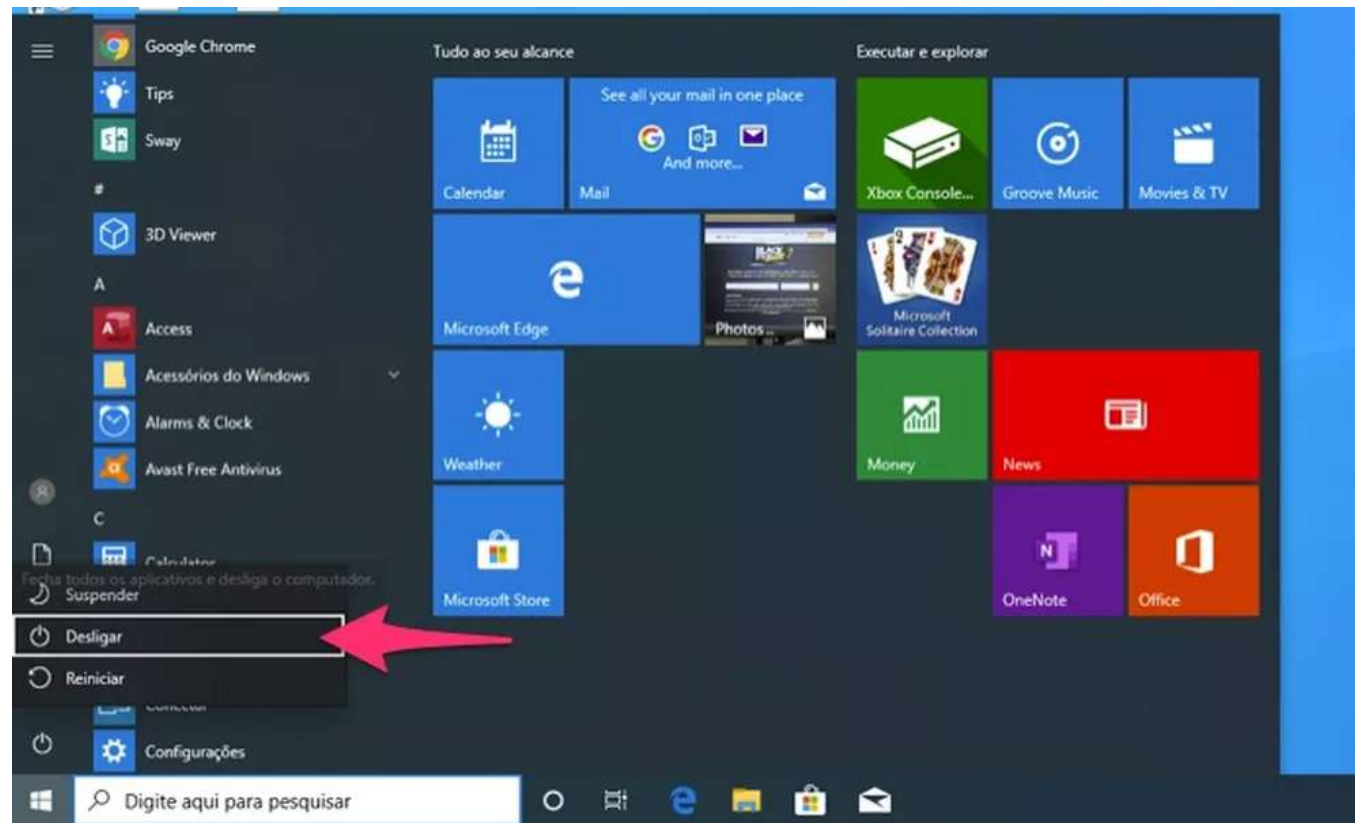 Google Chrome
Tips
Sway
#
3D Viewer
A
Access
Acessórios do Windows
Alarms & Clock
Avast Free Antivirus
C
Calculator
Fecha todos os aplicativos e desliga o computador.
Suspender
Desligar
Reiniciar
Conectar
Configurações
Digite aqui para pesquisar
Tudo ao seu alcance
Calendar
See all your mail in one place
And more...
Mail
Microsoft Edge
Photos...
Weather
Microsoft Store
Executar e explorar
Xbox Console...
Groove Music
Movies & TV
Microsoft
Solitaire Collection
Money
News
N
OneNote
Office